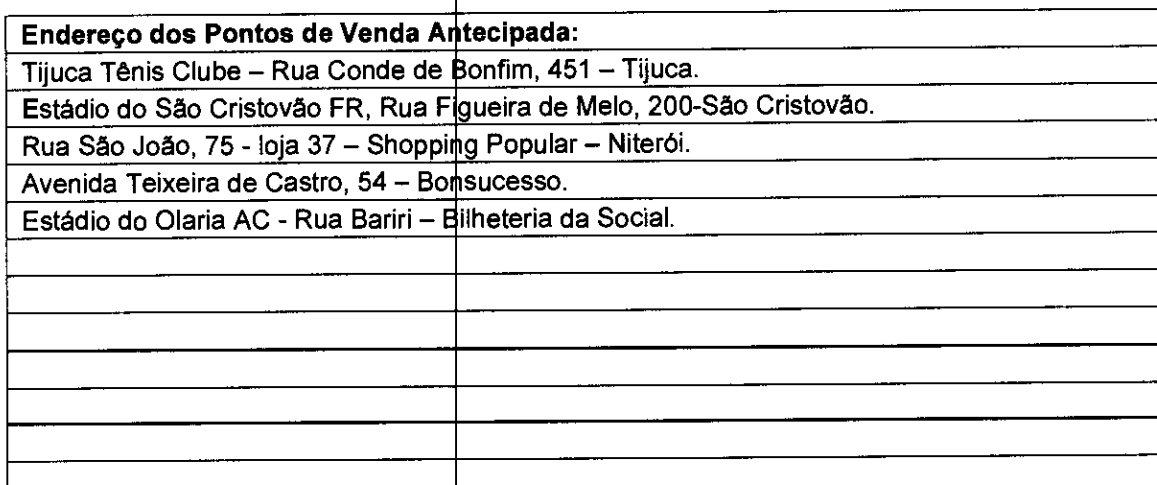 Endereço dos Pontos de Venda Antecipada:
Tijuca Tênis Clube – Rua Conde de Bonfim, 451 – Tijuca.
Estádio do São Cristovão FR, Rua Figueira de Melo, 200-São Cristovão.
Rua São João, 75 - loja 37 – Shopping Popular – Niterói.
Avenida Teixeira de Castro, 54 – Bonsucesso.
Estádio do Olaria AC - Rua Bariri – Bilheteria da Social.